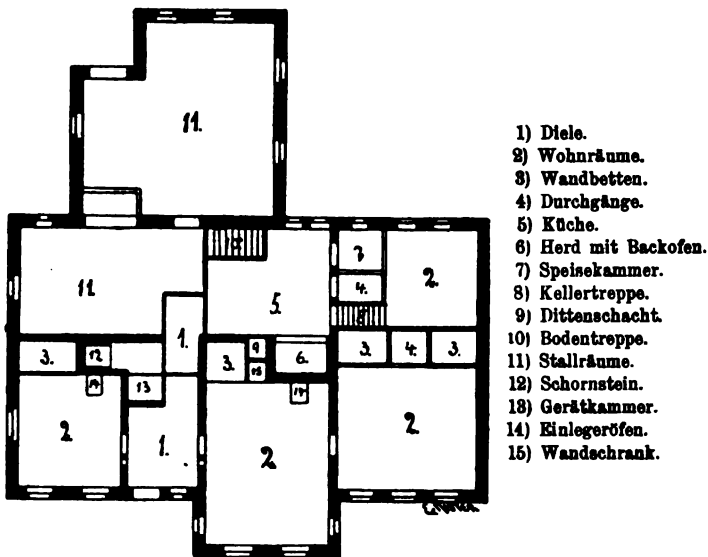 11.
1) Diele.
2) Wohnräume.
3) Wandbetten.
4) Durchgänge.
5) Küche.
6) Herd mit Backofen.
7) Speisekammer.
8) Kellertreppe.
9) Dittenschacht.
10) Bodentreppe.
11) Stallräume.
12) Schornstein.
13) Gerätkammer.
14) Einlegeröfen.
15) Wandschrank.
7.
2.
4.
11.
5.
1.
3.
12
3.
9
6.
3.
4.
3.
15
14
13
14
2.
1.
2.
2.